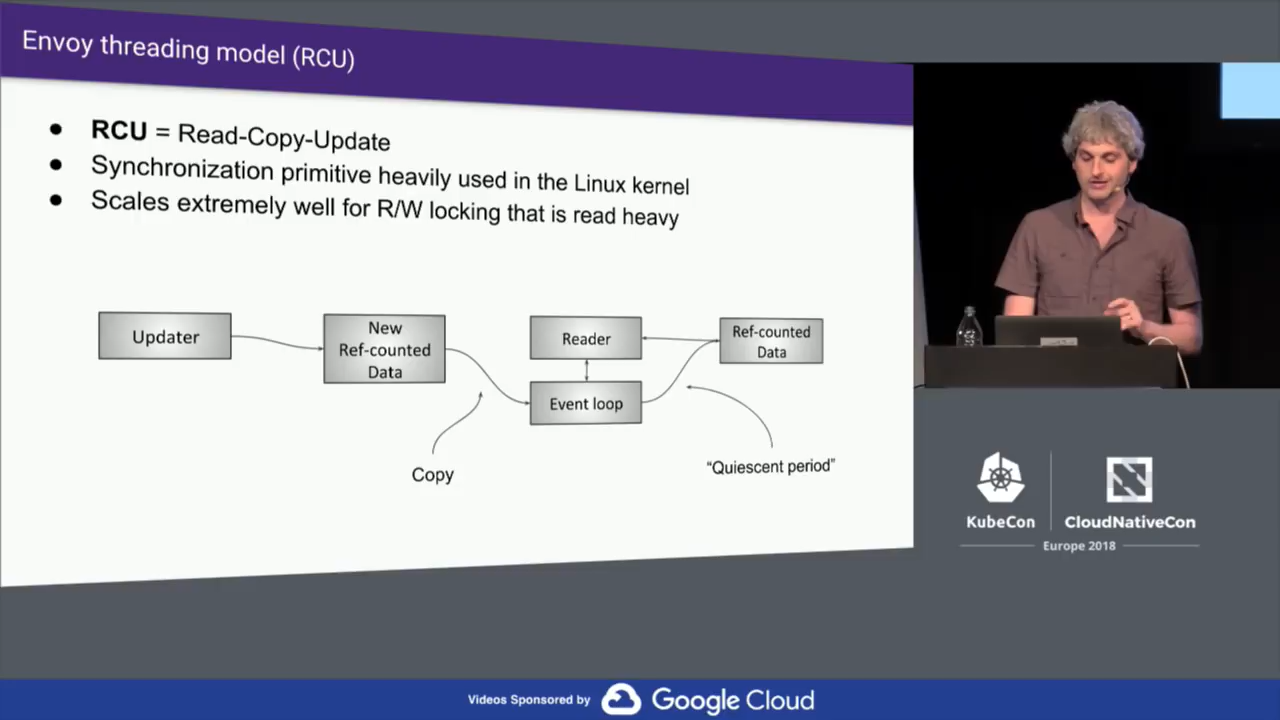 Envoy threading model (RCU)
● RCU = Read-Copy-Update
● Synchronization primitive heavily used in the Linux kernel
● Scales extremely well for R/W locking that is read heavy
Updater
New
Ref-counted
Data
Reader
Ref-counted
Data
Event loop
Copy
“Quiescent period”
KubeCon
CloudNativeCon
Europe 2018
Videos Sponsored by Google Cloud